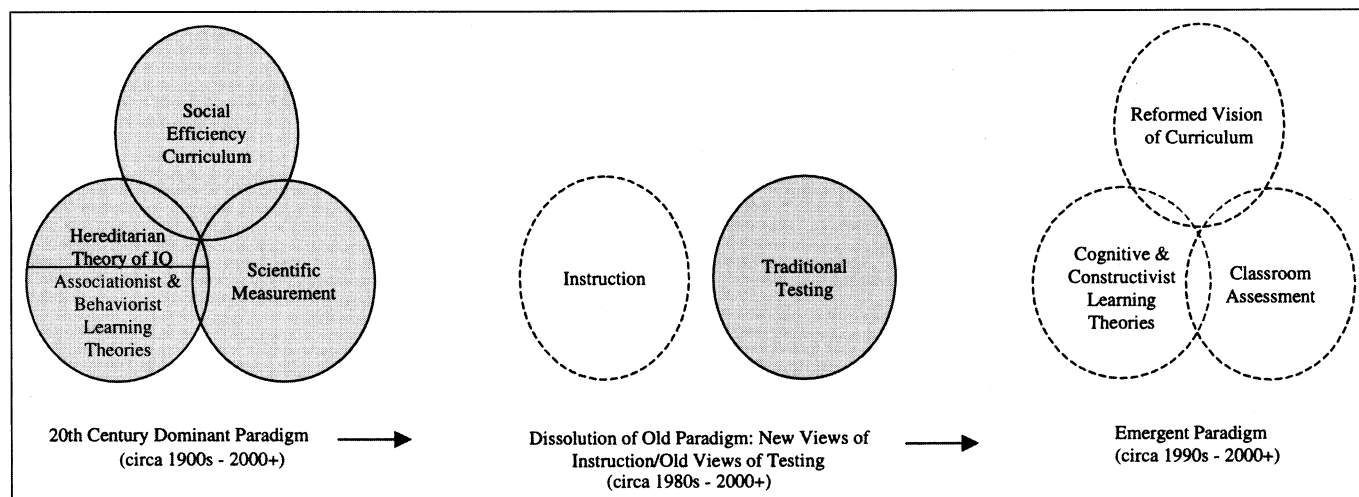 Social
Efficiency
Curriculum
Hereditarian
Theory of IQ
Associationist &
Behaviorist
Learning
Theories
Scientific
Measurement
20th Century Dominant Paradigm
(circa 1900s - 2000+)
Instruction
Traditional
Testing
Dissolution of Old Paradigm: New Views of
Instruction/Old Views of Testing
(circa 1980s - 2000+)
Reformed Vision
of Curriculum
Cognitive &
Constructivist
Learning
Theories
Classroom
Assessment
Emergent Paradigm
(circa 1990s - 2000+)